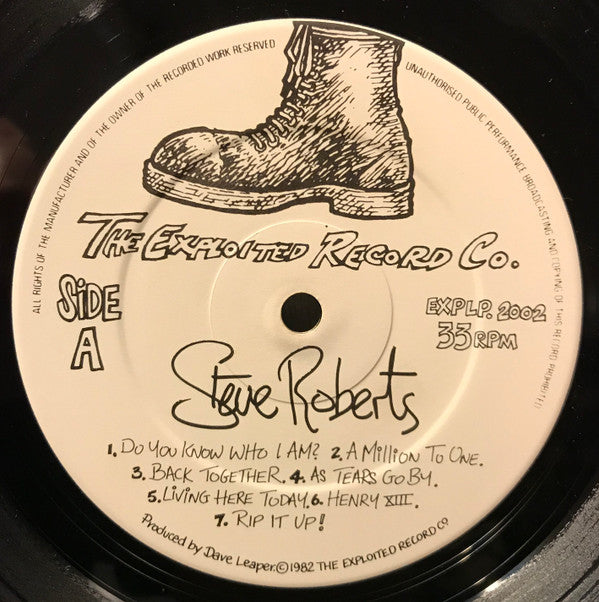 ALL RIGHTS OF THE MANUFACTURER AND OF THE OWNER OF THE RECORDED WORK RESERVED
UNAUTHORISED PUBLIC PERFORMANCE BROADCASTING AND COPYING OF THIS RECORD PROHIBITED
THE EXPLOITED RECORD CO.
SiDE
A
EXPLP. 2002
33 RPM
Steve Roberts
1. DO YOU KNOW WHO I AM? 2. A MILLION TO ONE.
3. BACK TOGETHER. 4. AS TEARS GO BY.
5. LIVING HERE TODAY. 6. HENRY XIII.
7. RIP IT UP!
Produced by Dave Leaper. © 1982 THE EXPLOITED RECORD CO